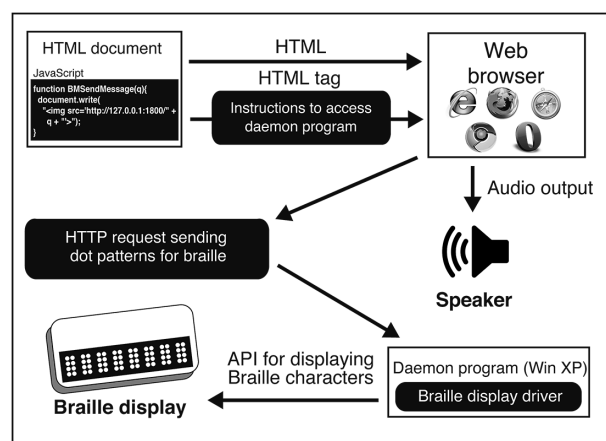 HTML document
JavaScript
function BMSendMessage(q){
document.write(
"<img src='http://127.0.0.1:1800/" +
q + "'>");
}
HTML
HTML tag
Instructions to access
daemon program
Web
browser
Audio output
Speaker
HTTP request sending
dot patterns for braille
API for displaying
Braille characters
Braille display
Daemon program (Win XP)
Braille display driver